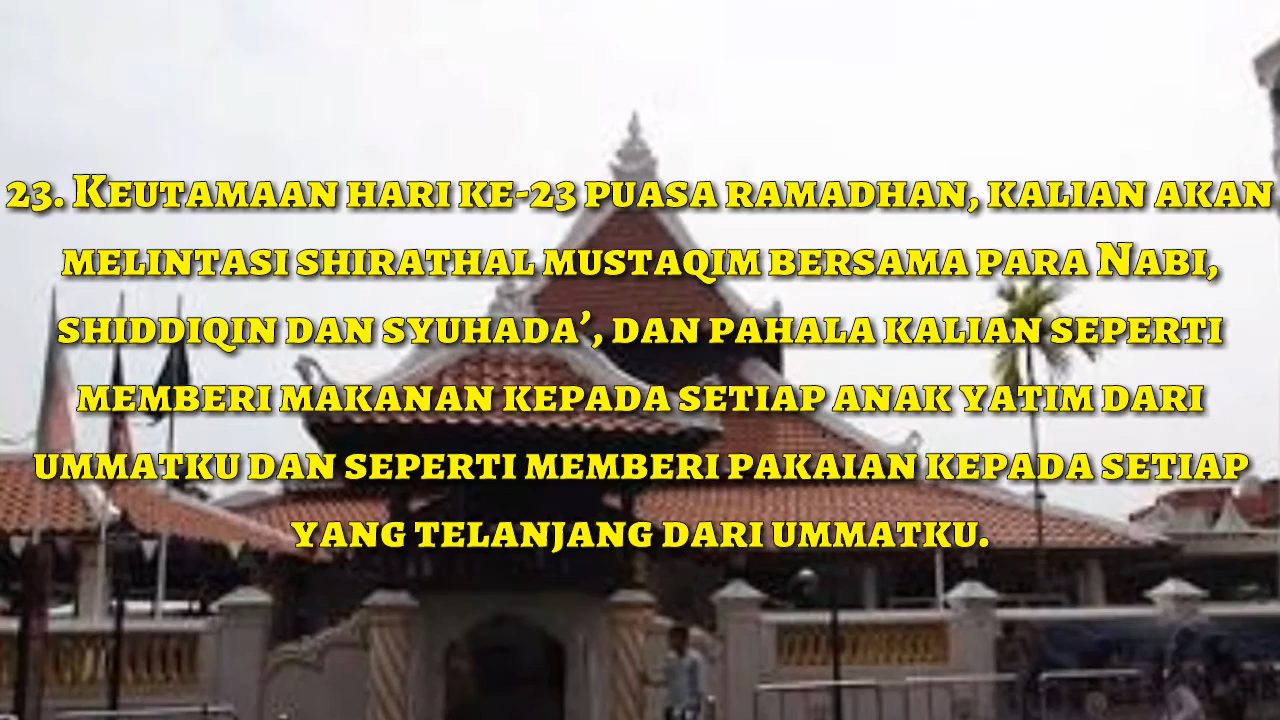 23. Keutamaan hari ke-23 puasa ramadhan, kalian akan
melintasi shirathal mustaqim bersama para Nabi,
shiddiqin dan syuhada’, dan pahala kalian seperti
memberi makanan kepada setiap anak yatim dari
ummatku dan seperti memberi pakaian kepada setiap
yang telanjang dari ummatku.